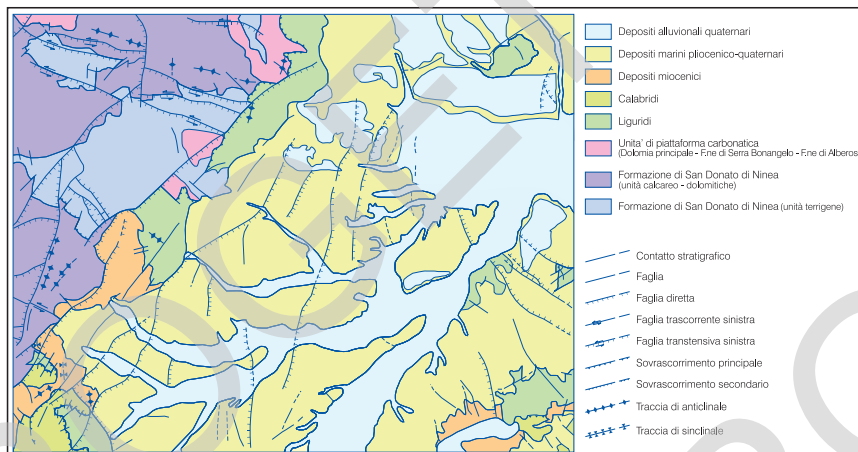 Depositi alluvionali quaternari
Depositi marini pliocenico-quaternari
Depositi miocenici
Calabridi
Liguridi
Unita' di piattaforma carbonatica
(Dolomia principale - F.ne di Serra Bonangelo - F.ne di Alberos
Formazione di San Donato di Ninea
(unità calcareo - dolomitiche)
Formazione di San Donato di Ninea (unità terrigene)
Contatto stratigrafico
Faglia
Faglia diretta
Faglia trascorrente sinistra
Faglia transtensiva sinistra
Sovrascorrimento principale
Sovrascorrimento secondario
Traccia di anticlinale
Traccia di sinclinale